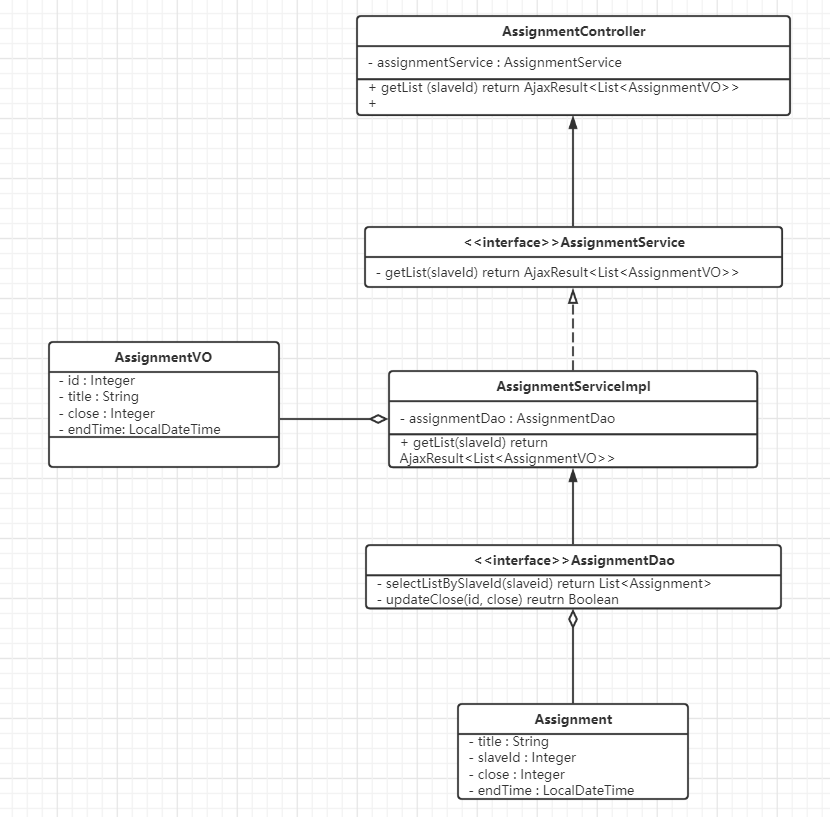 AssignmentController
- assignmentService : AssignmentService
+ getList (slaveId) return AjaxResult<List<AssignmentVO>>
+
<<interface>>AssignmentService
- getList(slaveId) return AjaxResult<List<AssignmentVO>>
AssignmentVO
- id : Integer
- title : String
- close : Integer
- endTime: LocalDateTime
AssignmentServiceImpl
- assignmentDao : AssignmentDao
+ getList(slaveId) return
AjaxResult<List<AssignmentVO>>
<<interface>>AssignmentDao
- selectListBySlaveId(slaveid) return List<Assignment>
- updateClose(id, close) reutrn Boolean
Assignment
- title : String
- slaveId : Integer
- close : Integer
- endTime : LocalDateTime